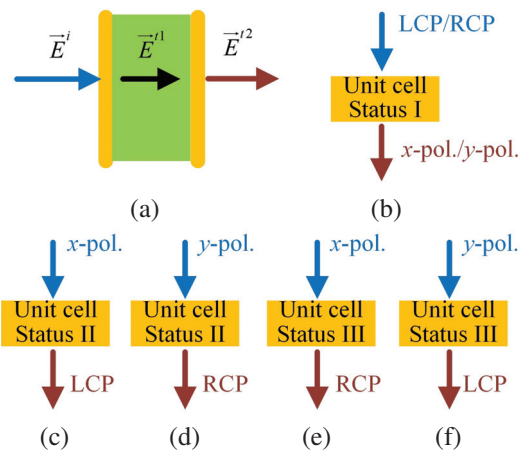 E^i
E^t1
E^t2
LCP/RCP
Unit cell
Status I
x-pol./y-pol.
(a)
(b)
x-pol.
y-pol.
x-pol.
y-pol.
Unit cell
Status II
Unit cell
Status II
Unit cell
Status III
Unit cell
Status III
LCP
RCP
RCP
LCP
(c)
(d)
(e)
(f)